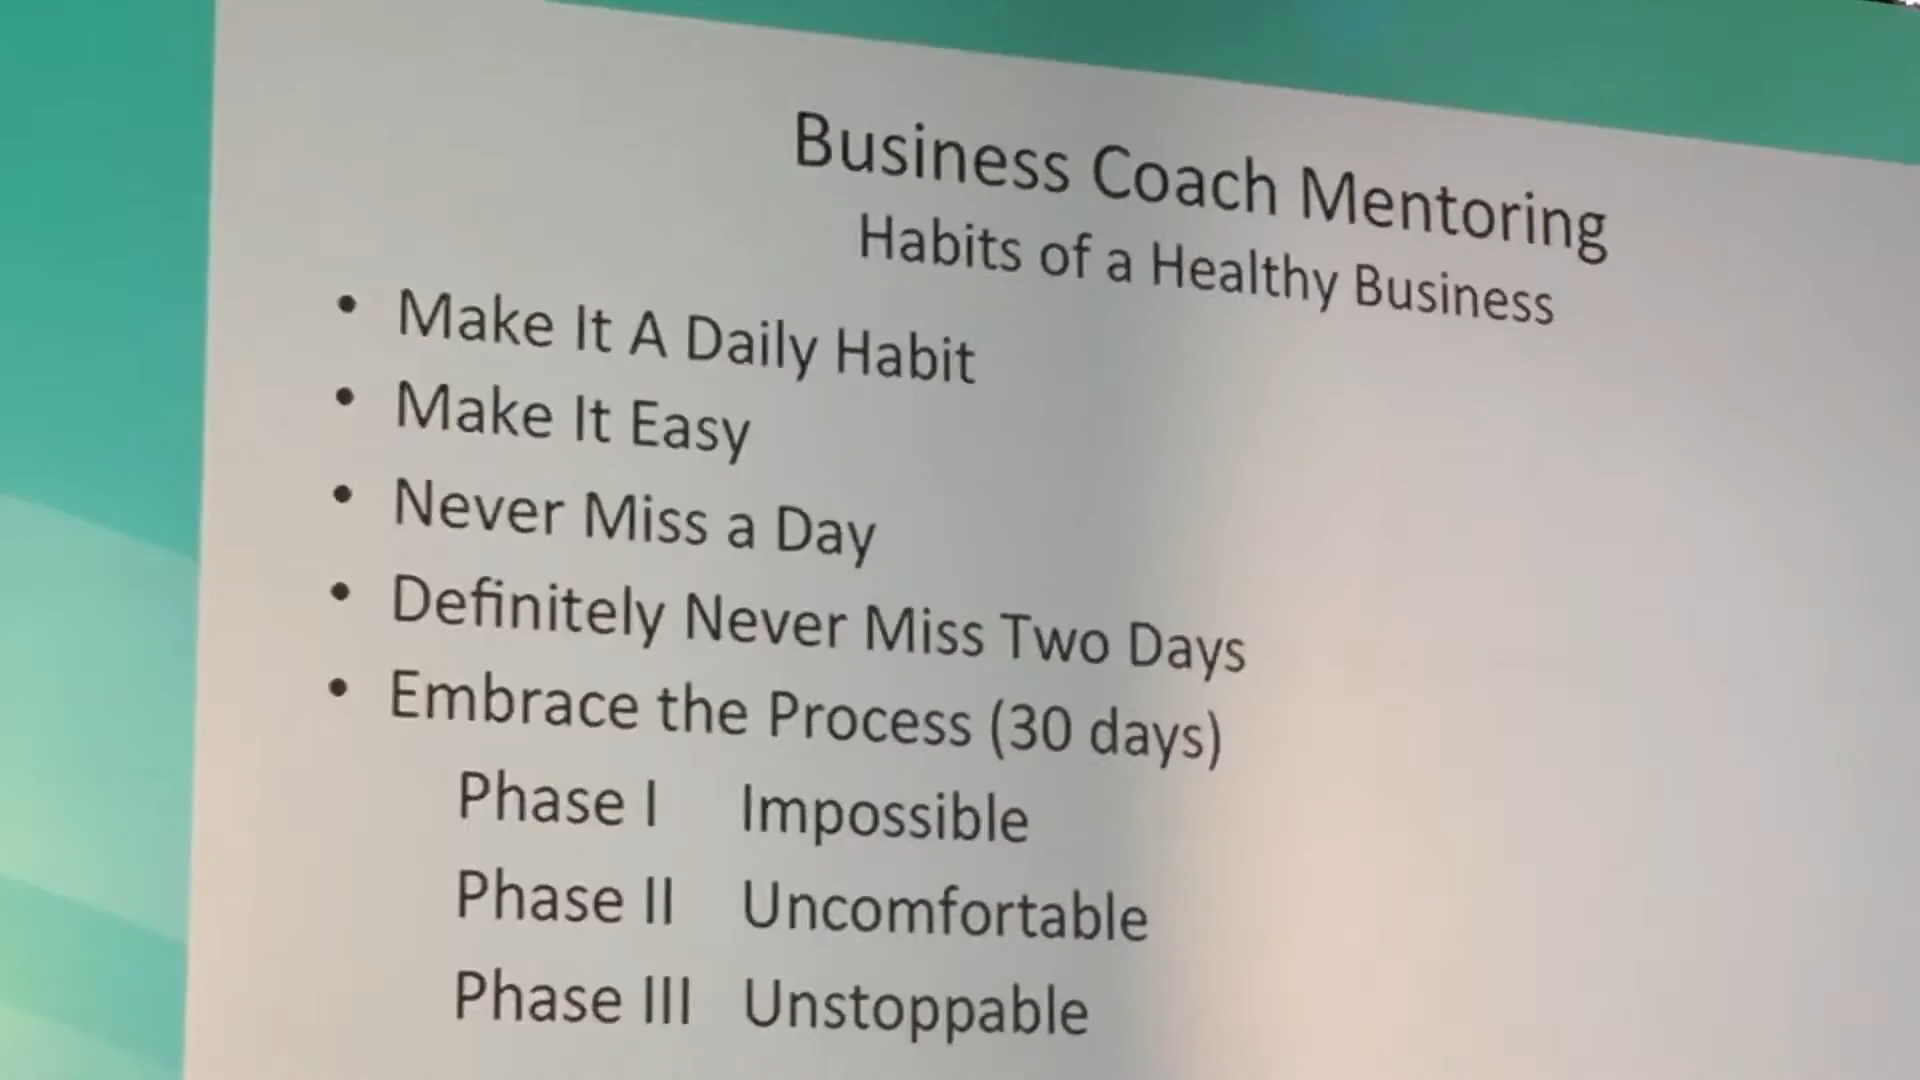 Business Coach Mentoring
Habits of a Healthy Business
• Make It A Daily Habit
• Make It Easy
• Never Miss a Day
• Definitely Never Miss Two Days
• Embrace the Process (30 days)
Phase I Impossible
Phase II Uncomfortable
Phase III Unstoppable